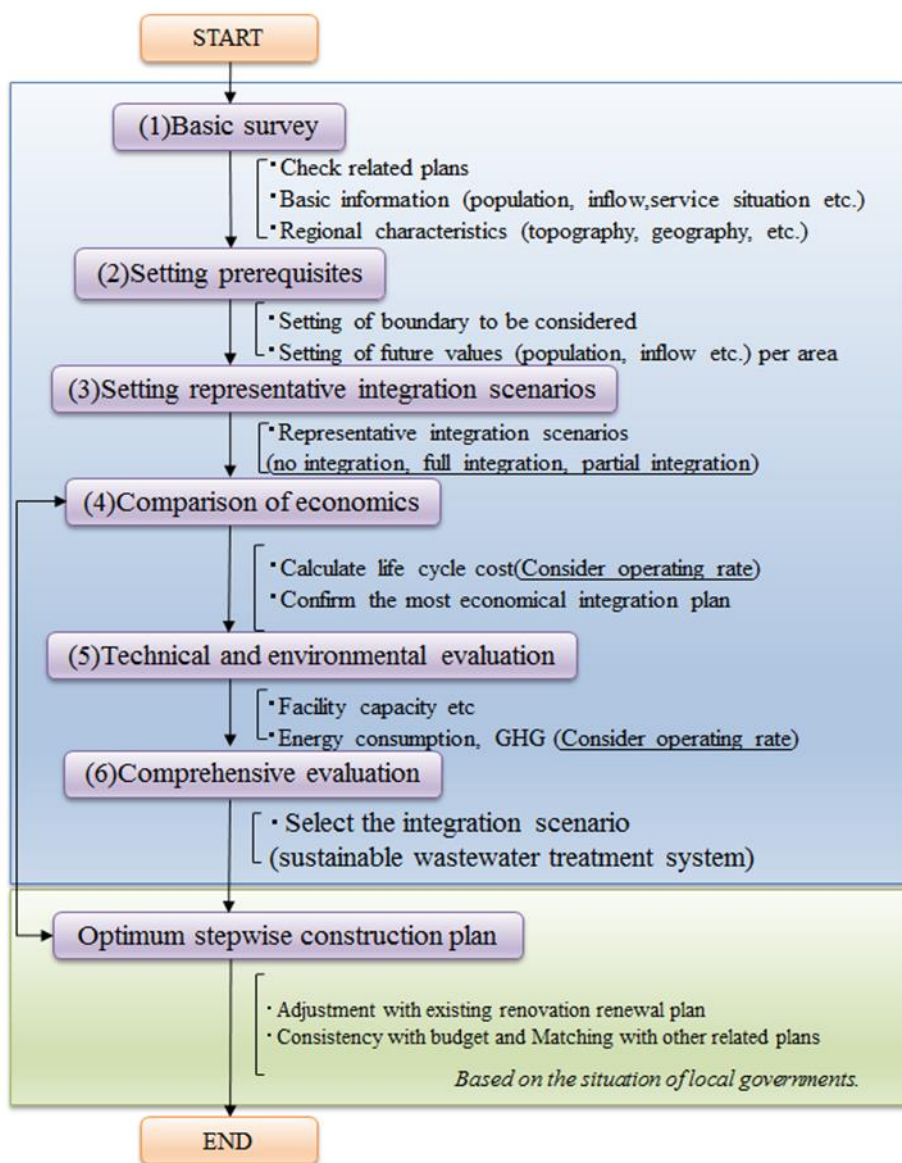 START
(1)Basic survey
・Check related plans
・Basic information (population, inflow,service situation etc.)
・Regional characteristics (topography, geography, etc.)
(2)Setting prerequisites
・Setting of boundary to be considered
・Setting of future values (population, inflow etc.) per area
(3)Setting representative integration scenarios
・Representative integration scenarios
(no integration, full integration, partial integration)
(4)Comparison of economics
・Calculate life cycle cost(Consider operating rate)
・Confirm the most economical integration plan
(5)Technical and environmental evaluation
・Facility capacity etc
・Energy consumption, GHG (Consider operating rate)
(6)Comprehensive evaluation
・Select the integration scenario
(sustainable wastewater treatment system)
Optimum stepwise construction plan
・Adjustment with existing renovation renewal plan
・Consistency with budget and Matching with other related plans
Based on the situation of local governments.
END